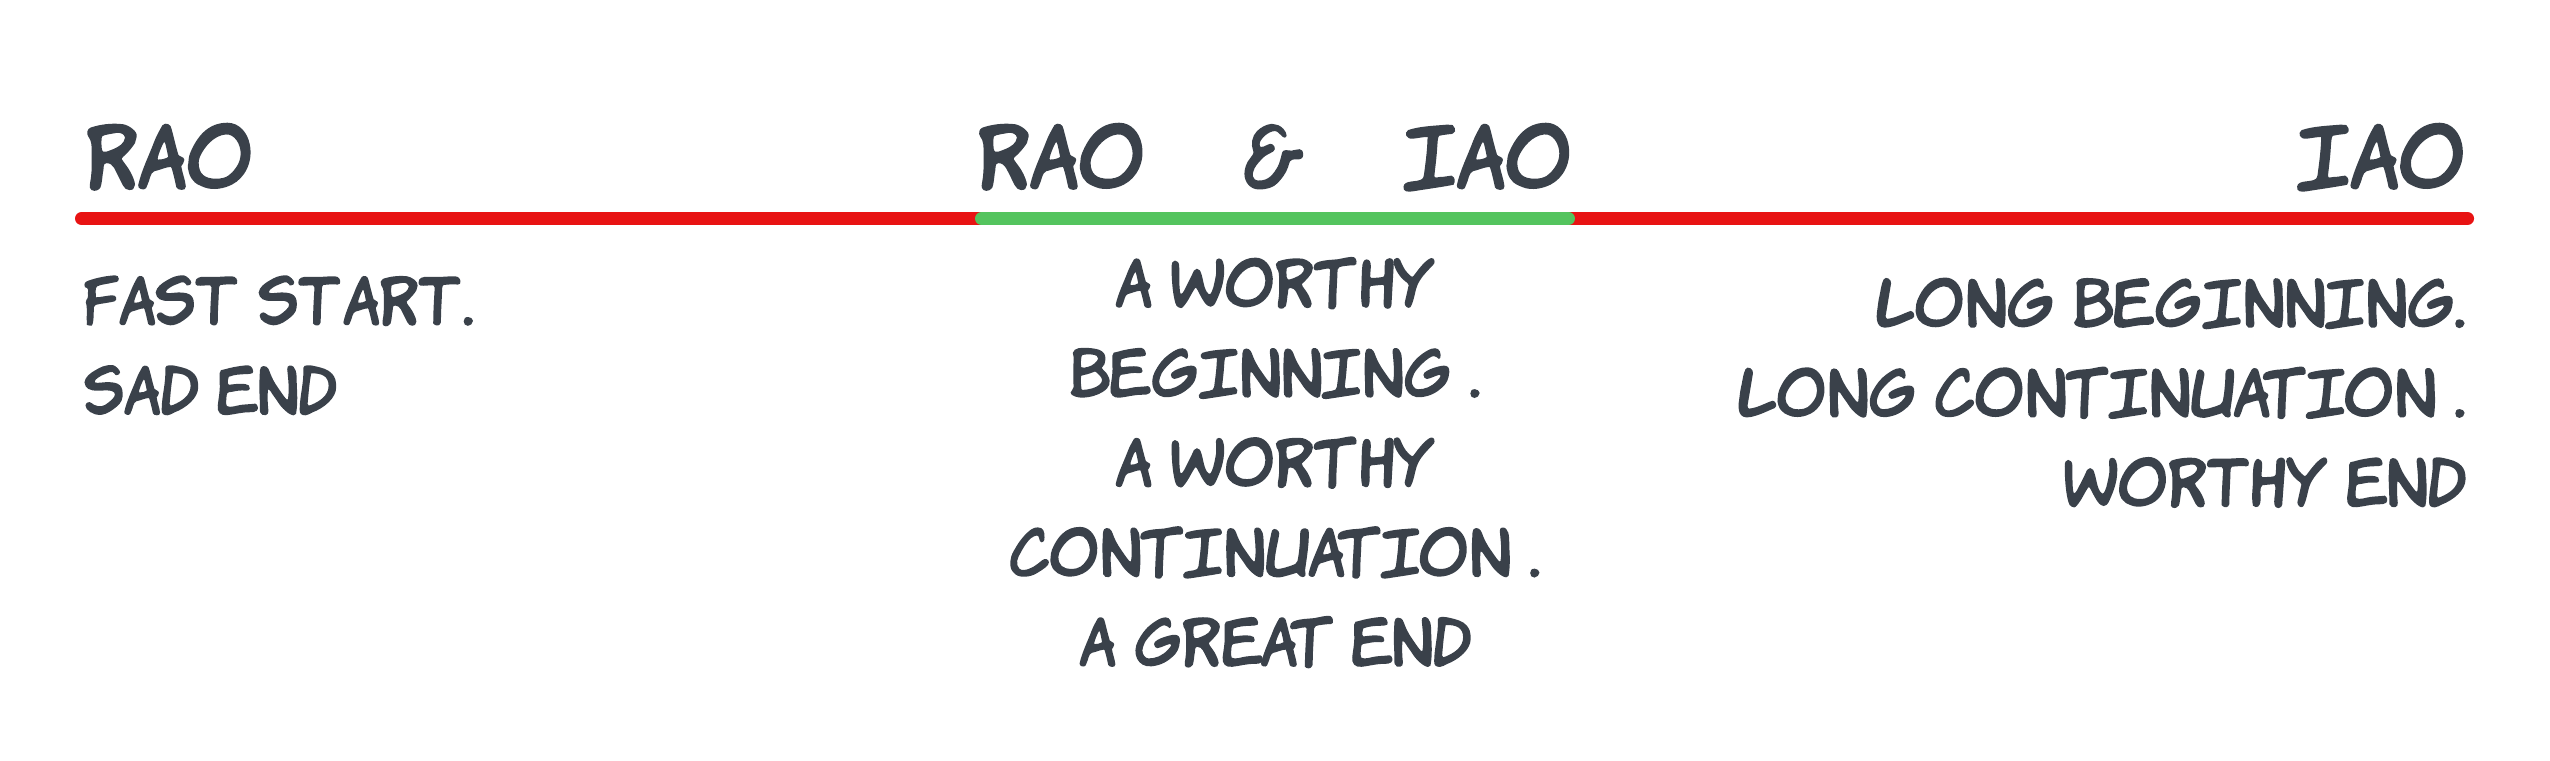 RAO
RAO & IAO
IAO
FAST START.
SAD END
A WORTHY
BEGINNING .
A WORTHY
CONTINUATION .
A GREAT END
LONG BEGINNING.
LONG CONTINUATION .
WORTHY END